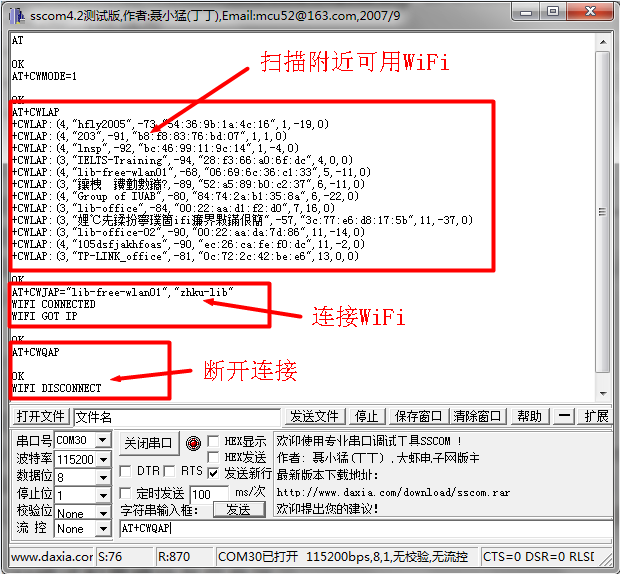 sscom4.2测试版,作者:聂小猛(丁丁),Email:mcu52@163.com,2007/9
AT
OK
AT+CWMODE=1
OK
AT+CWLAP
+CWLAP:(4,"hfly2005",-73,"54:36:9b:1a:4c:16",1,-19,0)
+CWLAP:(4,"203",-91,"b8:f8:83:76:bd:07",1,1,0)
+CWLAP:(4,"lnsp",-92,"bc:46:99:11:9c:14",1,-4,0)
+CWLAP:(3,"IELTS-Training",-94,"28:f3:66:a0:6f:dc",4,0,0)
+CWLAP:(4,"lib-free-wlan01",-68,"06:69:6c:36:c1:33",5,-11,0)
+CWLAP:(3,"?,-89,"52:a5:89:b0:c2:37",6,-11,0)
+CWLAP:(4,"Group of IUAB",-80,"84:74:2a:b1:35:8a",6,-22,0)
+CWLAP:(3,"lib-office",-84,"00:22:aa:d1:f2:d0",7,16,0)
+CWLAP:(3,"ifi",-57,"3c:77:e6:d8:17:5b",11,-37,0)
+CWLAP:(3,"lib-office-02",-90,"00:22:aa:da:7d:86",11,-14,0)
+CWLAP:(4,"105dsfjakhfoas",-90,"ec:26:ca:fe:f0:dc",11,-2,0)
+CWLAP:(3,"TP-LINK_office",-81,"0c:72:2c:42:be:e6",13,0,0)
扫描附近可用WiFi
OK
AT+CWJAP="lib-free-wlan01","zhku-lib"
WIFI CONNECTED
WIFI GOT IP
连接WiFi
OK
AT+CWQAP
OK
WIFI DISCONNECT
断开连接
打开文件 文件名 发送文件 停止 保存窗口 清除窗口 帮助 — 扩展
串口号 COM30 关闭串口 HEX显示
波特率 115200 HEX发送
数据位 8 DTR RTS 发送新行
停止位 1 定时发送 100 ms/次
校验位 None 字符串输入框: 发送
流 控 None AT+CWQAP
欢迎使用专业串口调试工具SSCOM !
作者:聂小猛(丁丁),大虾电子网版主
最新版本下载地址:
http://www.daxia.com/download/sscom.rar
欢迎提出您的建议!
www.daxia S:76 R:870 COM30已打开 115200bps,8,1,无校验,无流控 CTS=0 DSR=0 RLSD